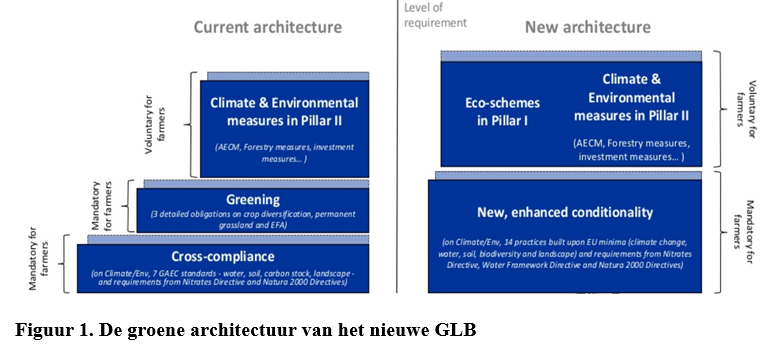 Level of
requirement
Current architecture
New architecture
Voluntary for
farmers
Climate & Environmental
measures in Pillar II
(AECM, Forestry measures, investment
measures... )
Mandatory
for farmers
Greening
(3 detailed obligations on crop diversification, permanent
grassland and EFA)
Mandatory for
farmers
Cross-compliance
(on Climate/Env, 7 GAEC standards - water, soil, carbon stock, landscape -
and requirements from Nitrates Directive and Natura 2000 Directives)
Eco-schemes
in Pillar I
Climate &
Environmental
measures in Pillar II
(AECM, Forestry measures,
investment measures... )
Voluntary for
farmers
New, enhanced conditionality
(on Climate/Env, 14 practices built upon EU minima (climate change,
water, soil, biodiversity and landscape) and requirements from Nitrates
Directive, Water Framework Directive and Natura 2000 Directives)
Mandatory for
farmers
Figuur 1. De groene architectuur van het nieuwe GLB